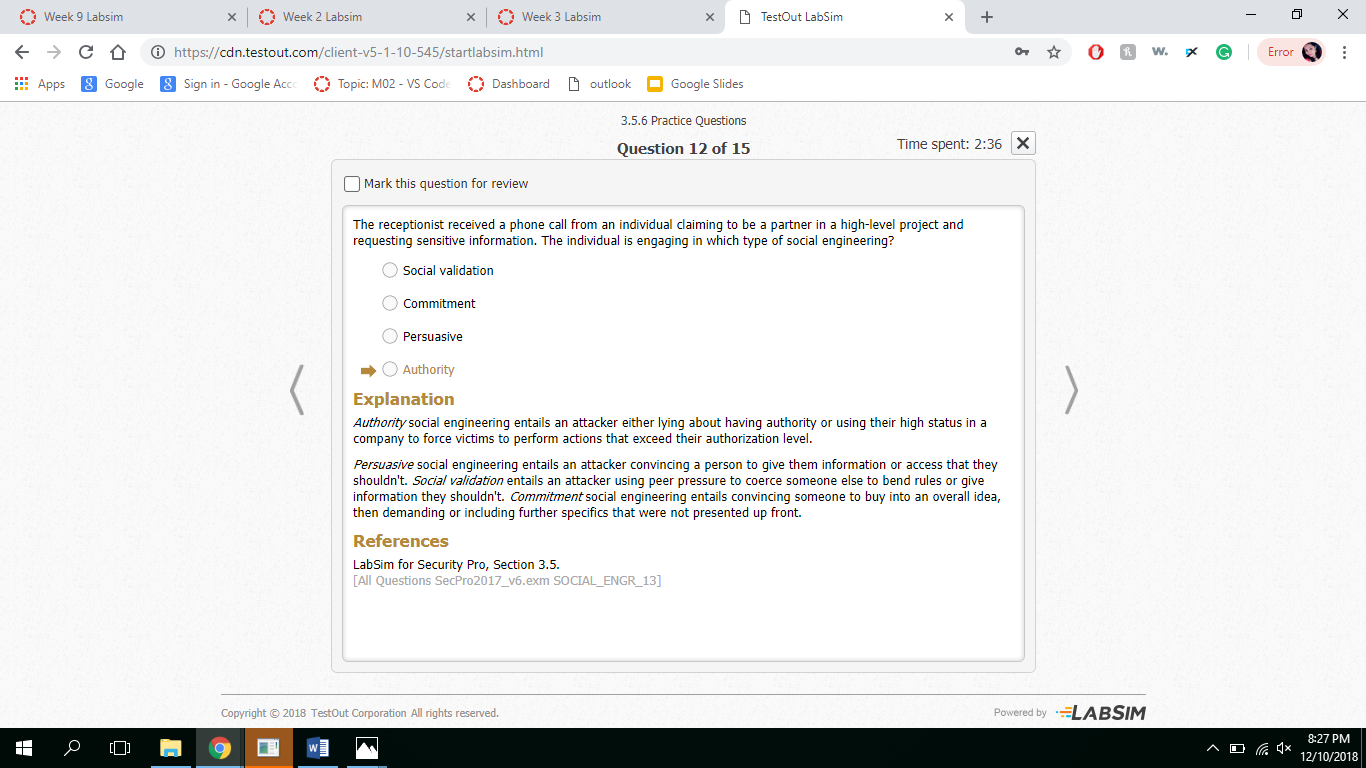 Week 9 Labsim
Week 2 Labsim
Week 3 Labsim
TestOut LabSim
https://cdn.testout.com/client-v5-1-10-545/startlabsim.html
Error
Apps
Google
Sign in - Google Acco
Topic: M02 - VS Code
Dashboard
outlook
Google Slides
3.5.6 Practice Questions
Question 12 of 15
Time spent: 2:36
Mark this question for review
The receptionist received a phone call from an individual claiming to be a partner in a high-level project and
requesting sensitive information. The individual is engaging in which type of social engineering?
Social validation
Commitment
Persuasive
Authority
Explanation
Authority social engineering entails an attacker either lying about having authority or using their high status in a
company to force victims to perform actions that exceed their authorization level.
Persuasive social engineering entails an attacker convincing a person to give them information or access that they
shouldn't. Social validation entails an attacker using peer pressure to coerce someone else to bend rules or give
information they shouldn't. Commitment social engineering entails convincing someone to buy into an overall idea,
then demanding or including further specifics that were not presented up front.
References
LabSim for Security Pro, Section 3.5.
[All Questions SecPro2017_v6.exm SOCIAL_ENGR_13]
Copyright © 2018 TestOut Corporation All rights reserved.
Powered by LABSIM
8:27 PM
12/10/2018